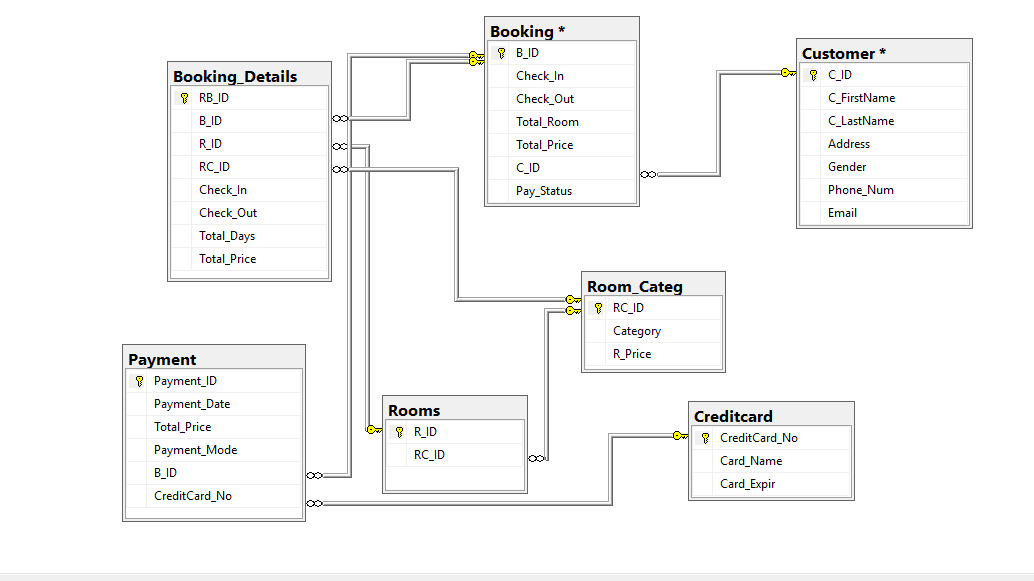 Booking *
B_ID
Check_In
Check_Out
Total_Room
Total_Price
C_ID
Pay_Status
Customer *
C_ID
C_FirstName
C_LastName
Address
Gender
Phone_Num
Email
Booking_Details
RB_ID
B_ID
R_ID
RC_ID
Check_In
Check_Out
Total_Days
Total_Price
Room_Categ
RC_ID
Category
R_Price
Payment
Payment_ID
Payment_Date
Total_Price
Payment_Mode
B_ID
CreditCard_No
Rooms
R_ID
RC_ID
Creditcard
CreditCard_No
Card_Name
Card_Expir